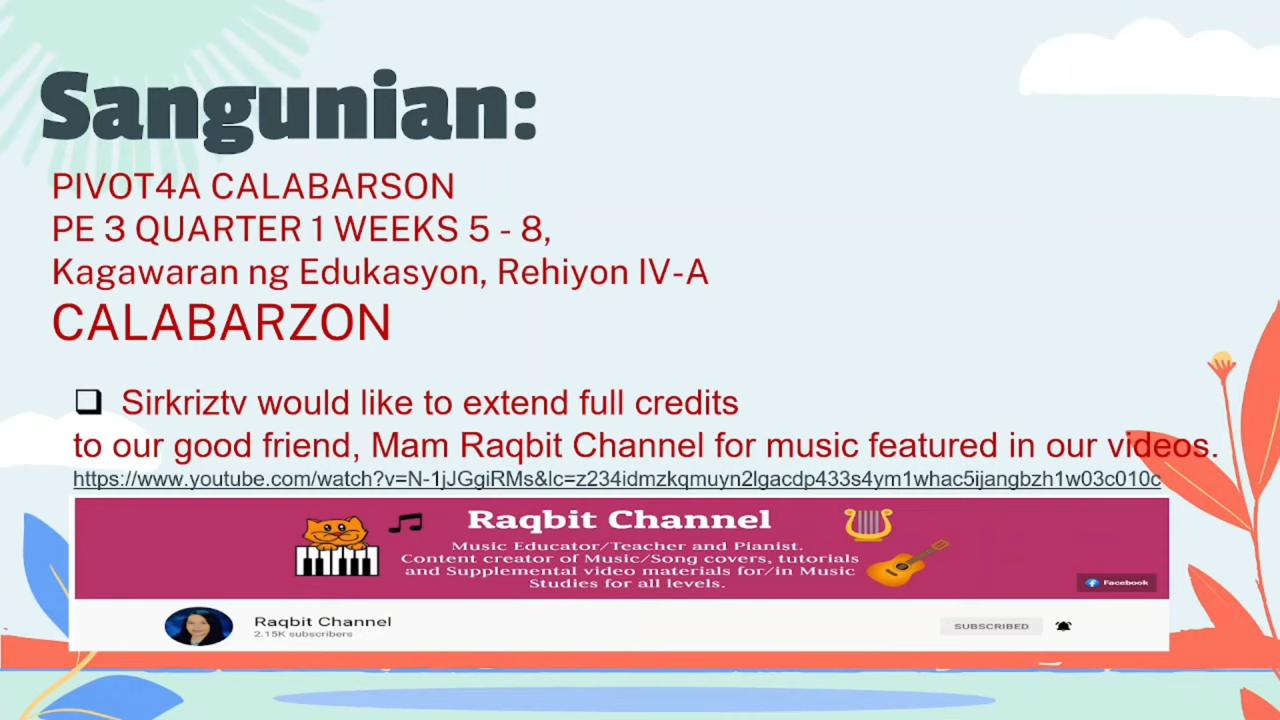 Sangunian:
PIVOT4A CALABARSON
PE 3 QUARTER 1 WEEKS 5 - 8,
Kagawaran ng Edukasyon, Rehiyon IV-A
CALABARZON
Sirkriztv would like to extend full credits
to our good friend, Mam Raqbit Channel for music featured in our videos.
https://www.youtube.com/watch?v=N-1jJGgiRMs&lc=z234idmzkqmuyn2lgacdp433s4ym1whac5ijangbzh1w03c010c
Raqbit Channel
Music Educator/Teacher and Pianist.
Content creator of Music/Song covers, tutorials
and Supplemental video materials for/in Music
Studies for all levels.
Facebook
Raqbit Channel
2.15K subscribers
SUBSCRIBED